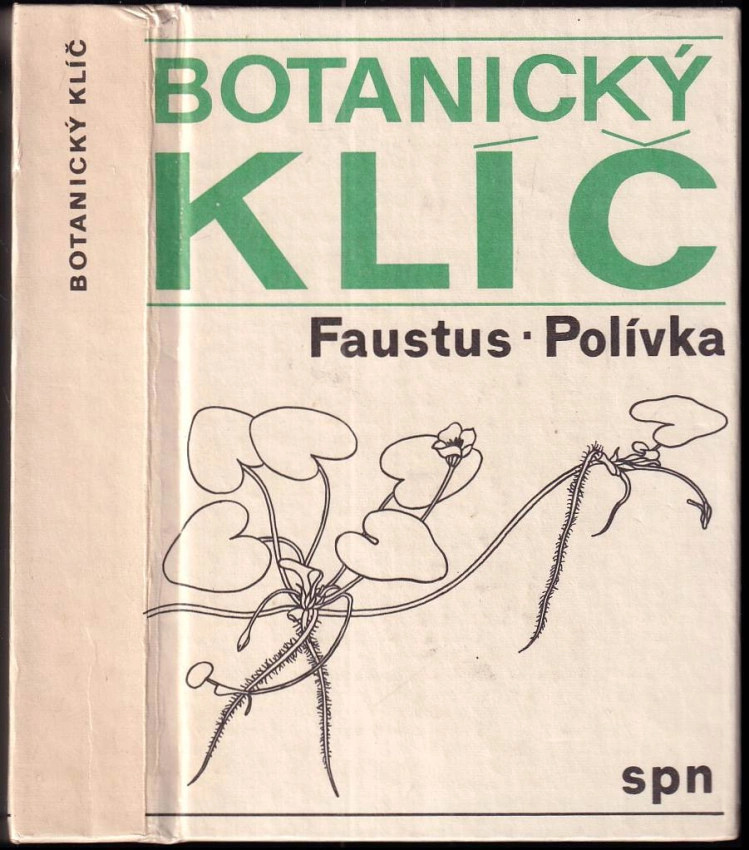 BOTANICKÝ KLÍČ
BOTANICKÝ
KLÍČ
Faustus · Polívka
spn